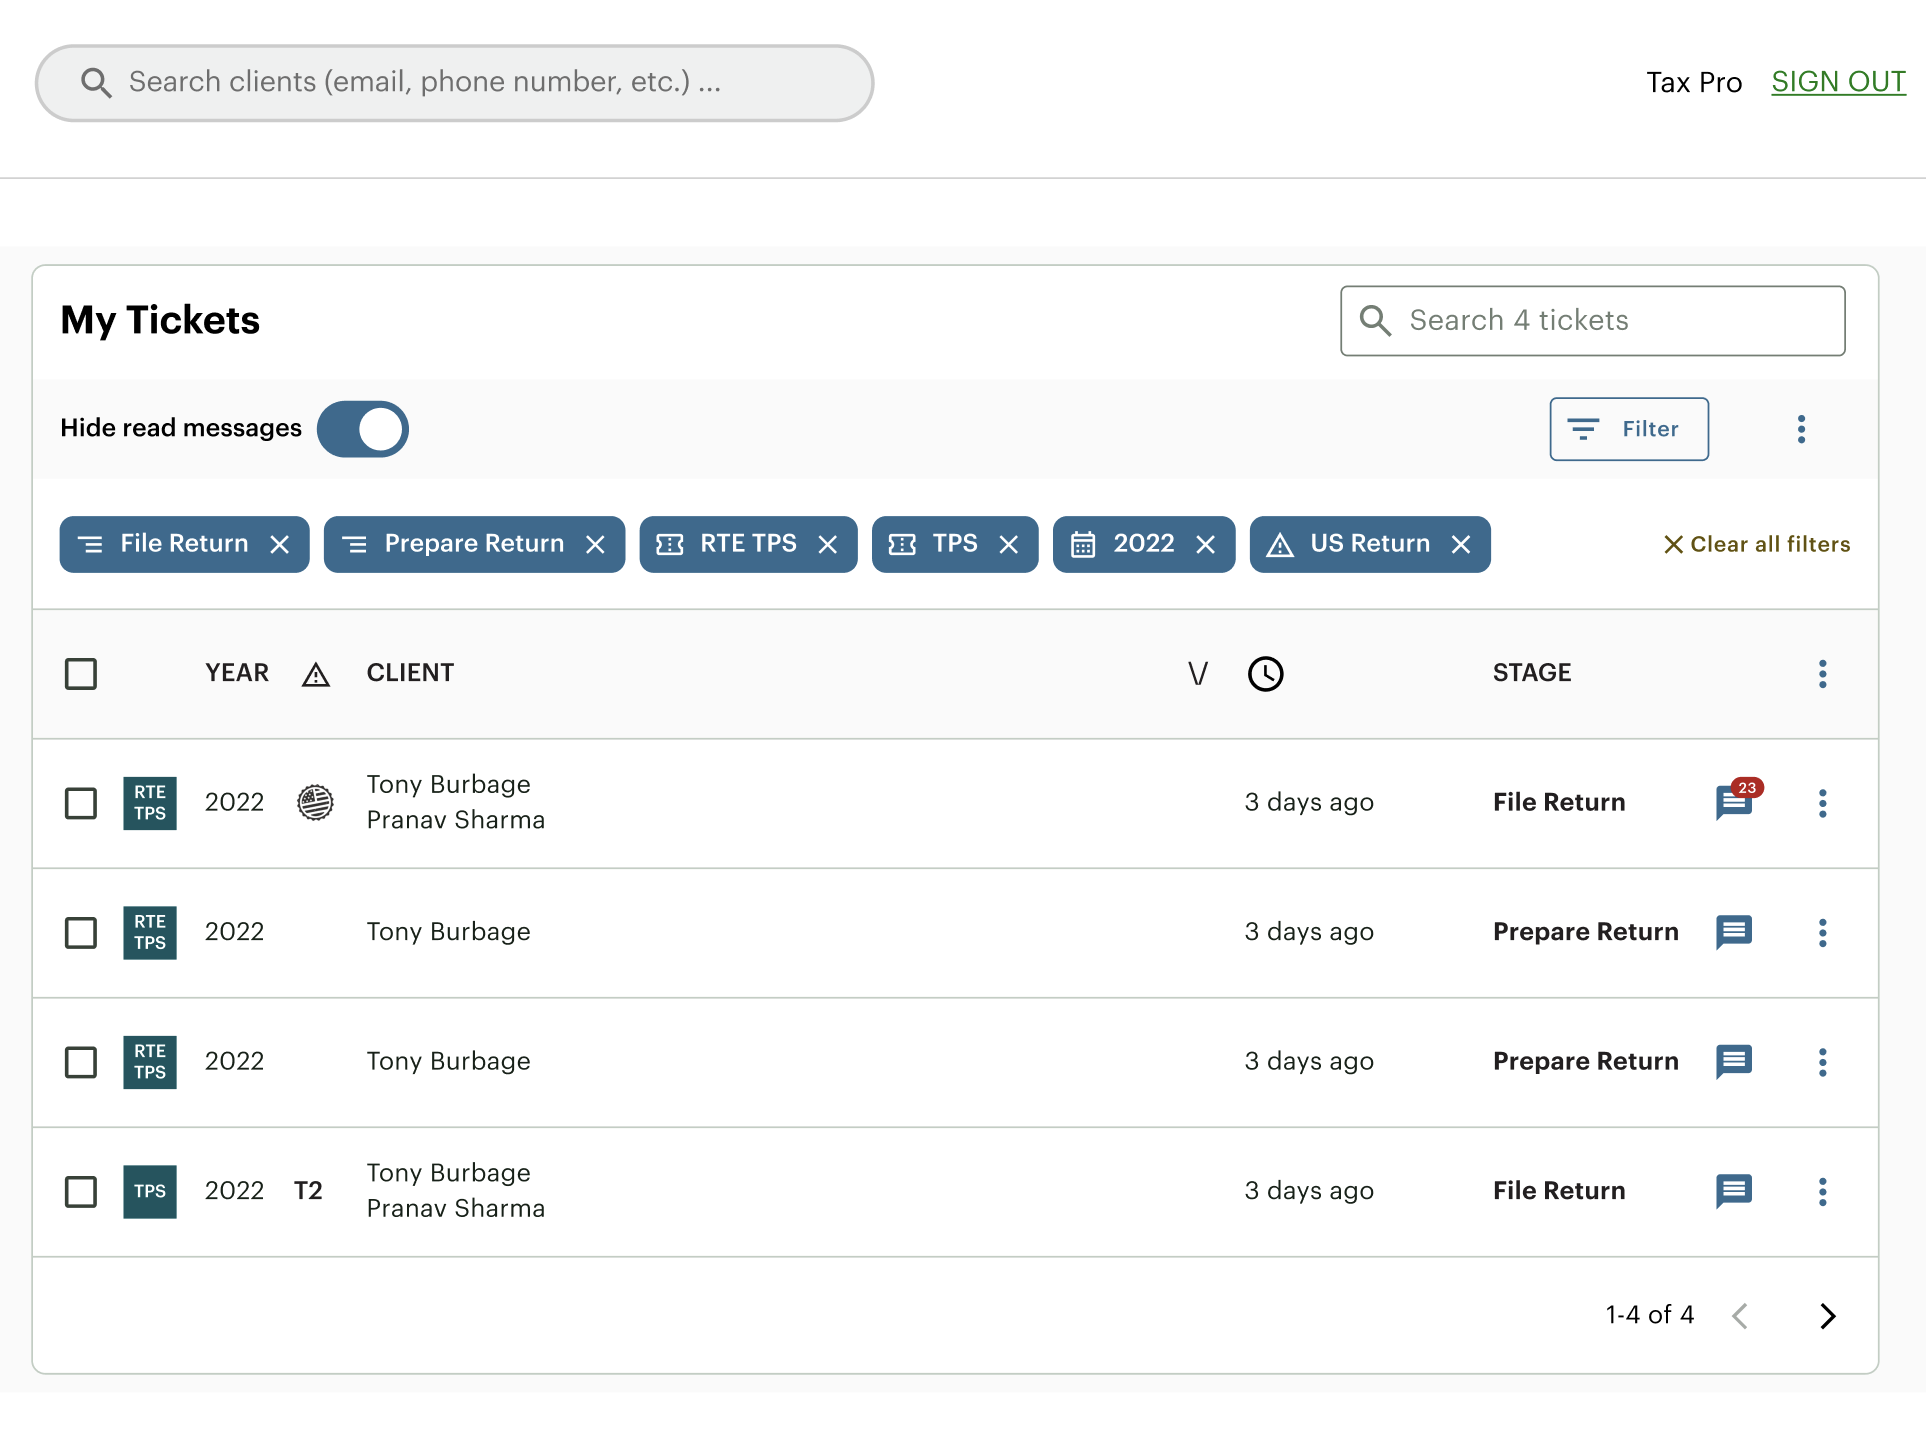 Search clients (email, phone number, etc.) ...
Tax Pro SIGN OUT
My Tickets
Search 4 tickets
Hide read messages
Filter
File Return
Prepare Return
RTE TPS
TPS
2022
US Return
Clear all filters
YEAR CLIENT \/ STAGE
RTE
TPS
2022
Tony Burbage
Pranav Sharma
3 days ago
File Return
23
RTE
TPS
2022
Tony Burbage
3 days ago
Prepare Return
RTE
TPS
2022
Tony Burbage
3 days ago
Prepare Return
TPS
2022
T2
Tony Burbage
Pranav Sharma
3 days ago
File Return
1-4 of 4